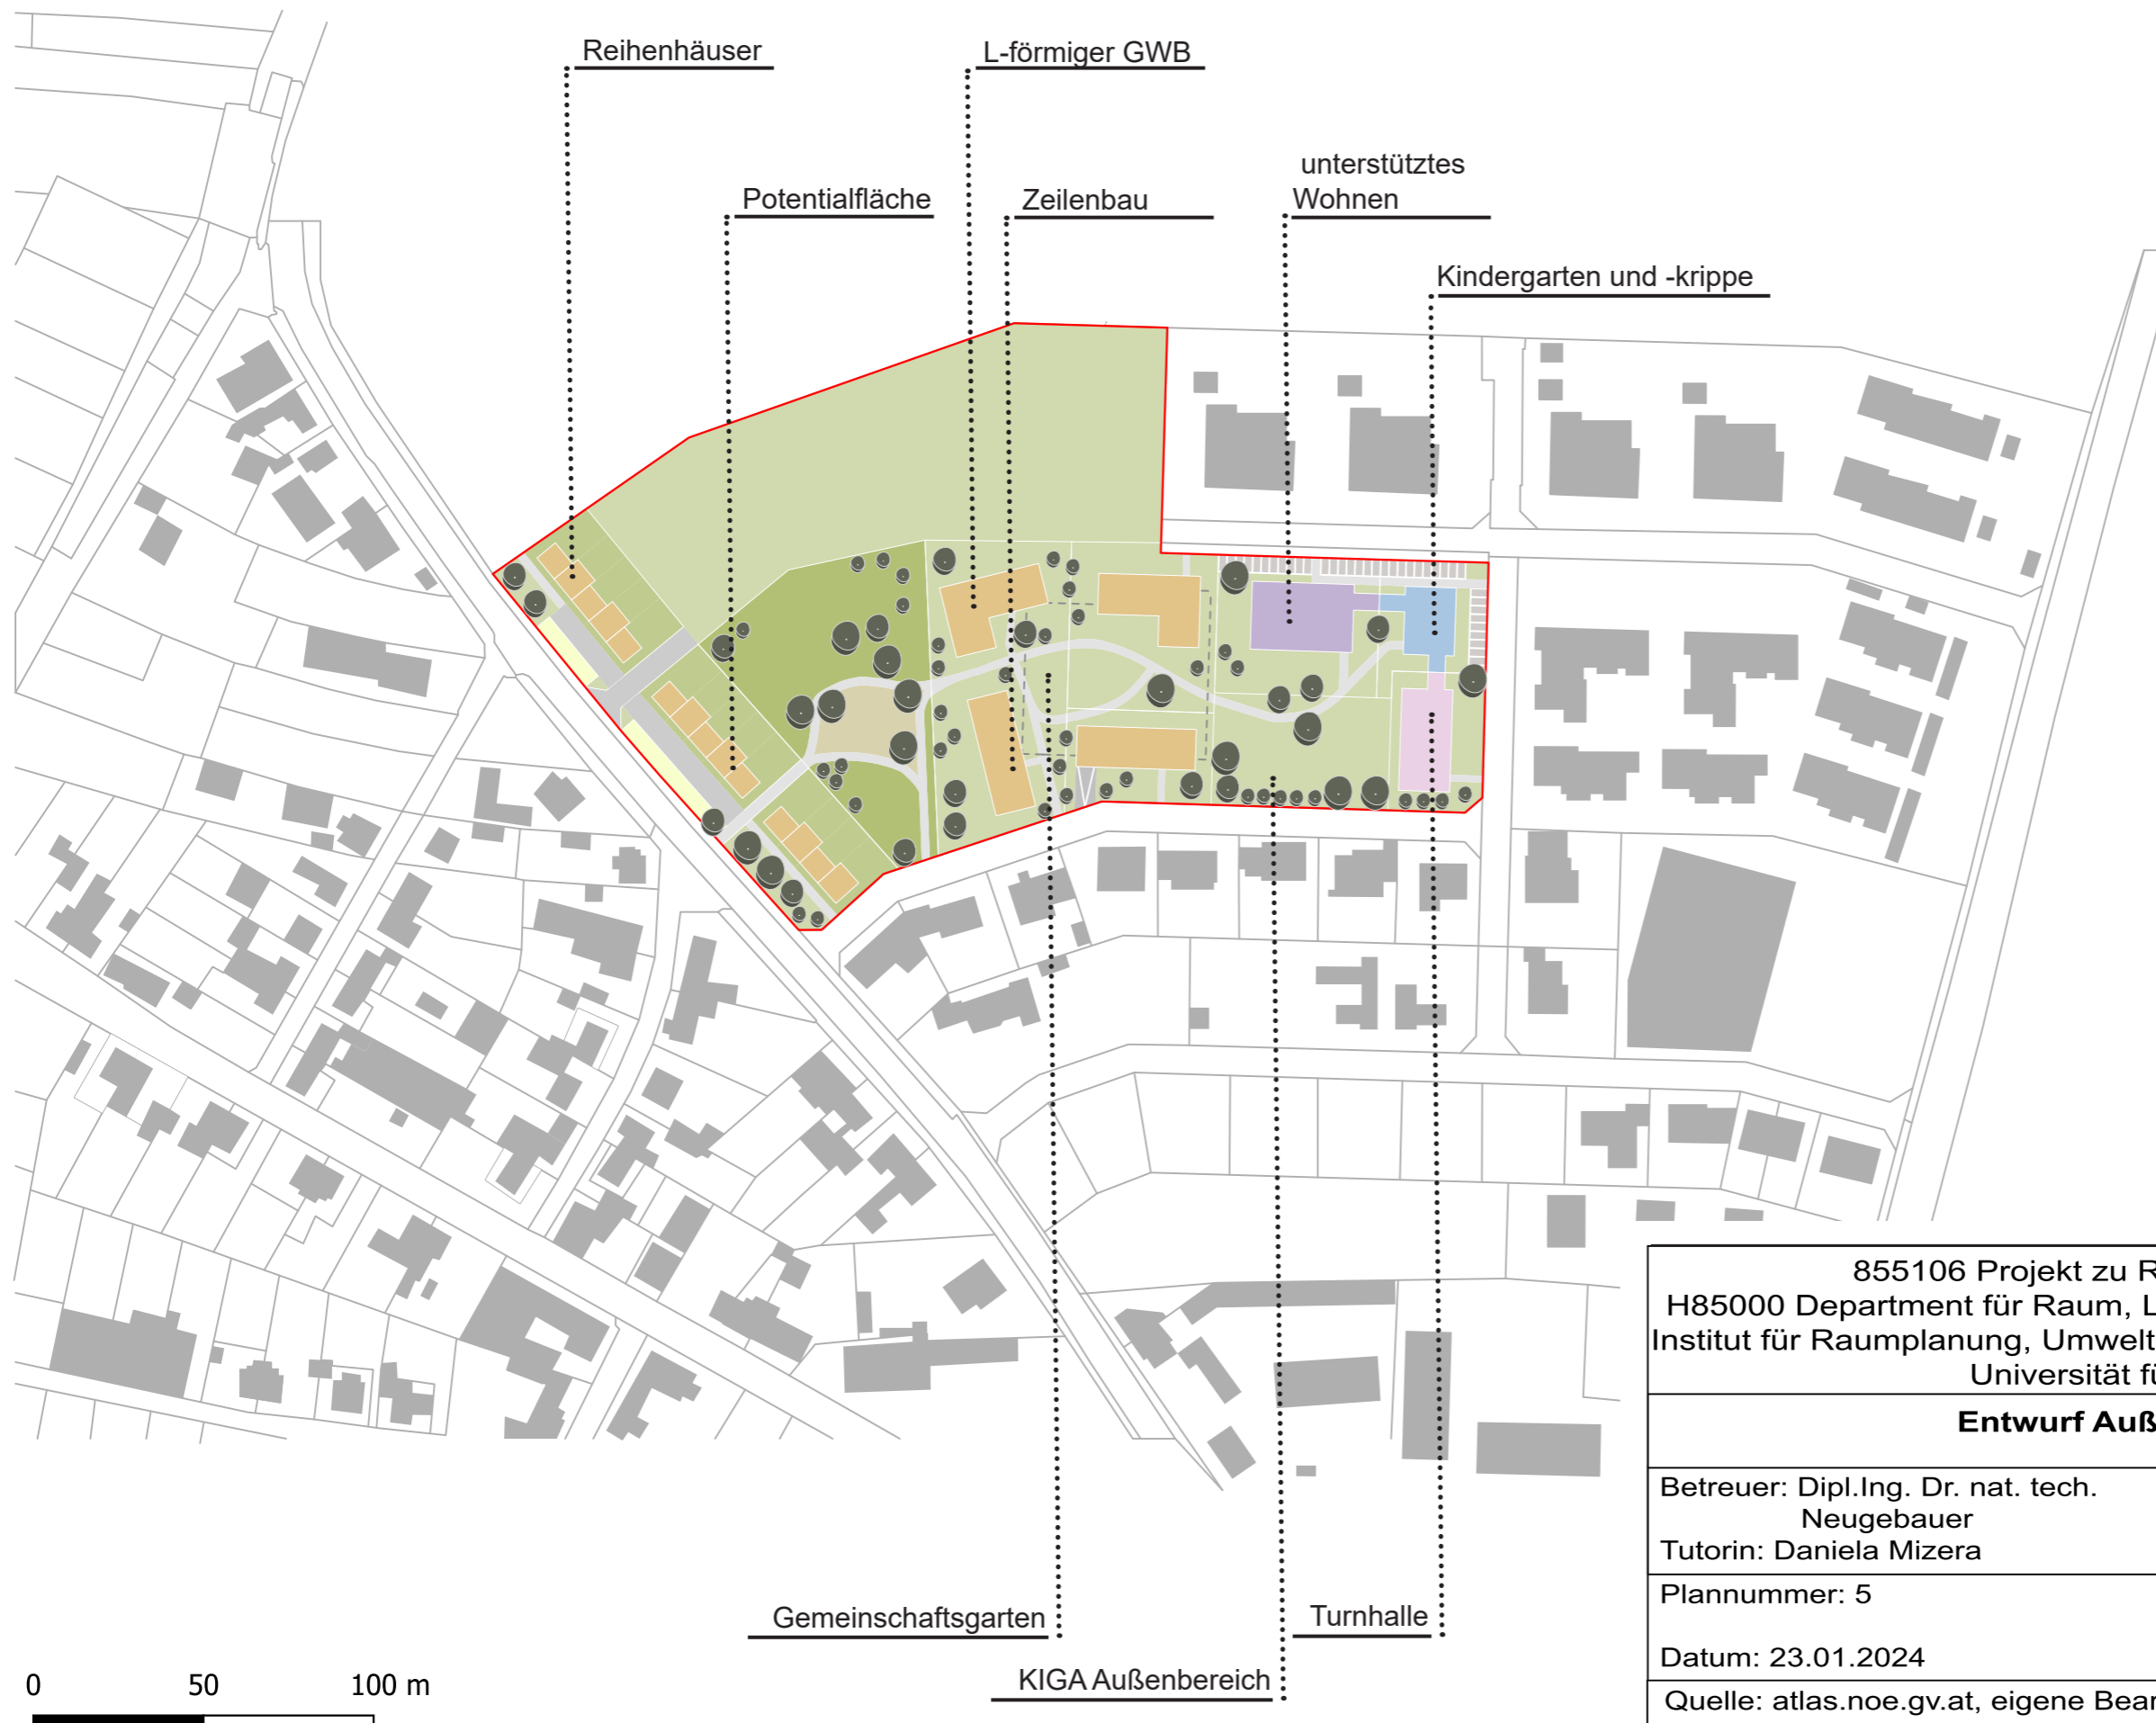 Reihenhäuser
L-förmiger GWB
unterstütztes
Wohnen
Potentialfläche
Zeilenbau
Kindergarten und -krippe
Gemeinschaftsgarten
Turnhalle
KIGA Außenbereich
0 50 100 m
855106 Projekt zu R
H85000 Department für Raum, L
Institut für Raumplanung, Umwelt
Universität fü
Entwurf Auß
Betreuer: Dipl.Ing. Dr. nat. tech.
Neugebauer
Tutorin: Daniela Mizera
Plannummer: 5
Datum: 23.01.2024
Quelle: atlas.noe.gv.at, eigene Bear